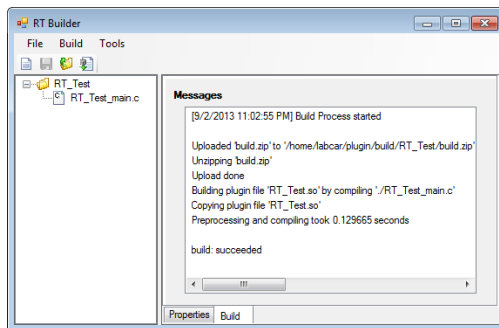 RT Builder
File Build Tools
RT_Test
RT_Test_main.c
Messages
[9/2/2013 11:02:55 PM] Build Process started
Uploaded 'build.zip' to '/home/labcar/plugin/build/RT_Test/build.zip'
Unzipping 'build.zip'
Upload done
Building plugin file 'RT_Test.so' by compiling './RT_Test_main.c'
Copying plugin file 'RT_Test.so'
Preprocessing and compiling took 0.129665 seconds
build: succeeded
Properties Build